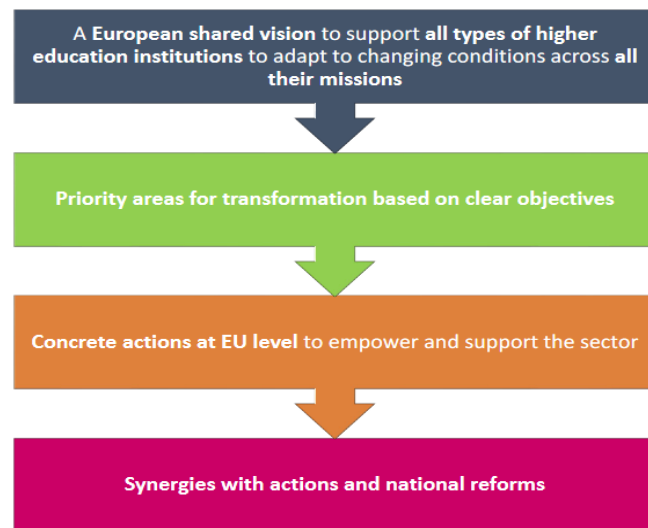 A European shared vision to support all types of higher
education institutions to adapt to changing conditions across all
their missions
Priority areas for transformation based on clear objectives
Concrete actions at EU level to empower and support the sector
Synergies with actions and national reforms